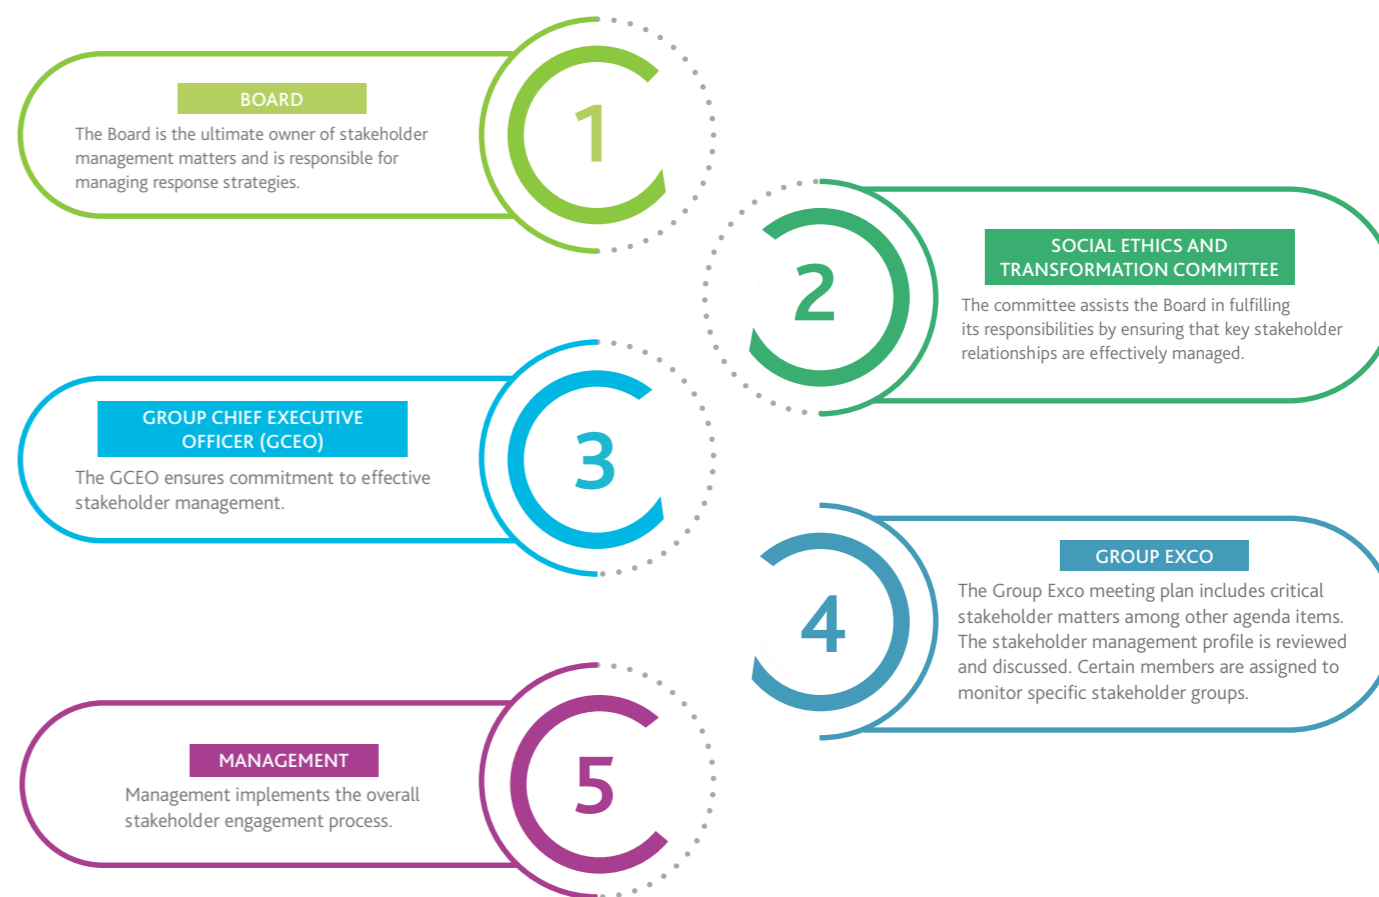 BOARD
The Board is the ultimate owner of stakeholder
management matters and is responsible for
managing response strategies.
1
2
SOCIAL ETHICS AND
TRANSFORMATION COMMITTEE
The committee assists the Board in fulfilling
its responsibilities by ensuring that key stakeholder
relationships are effectively managed.
GROUP CHIEF EXECUTIVE
OFFICER (GCEO)
The GCEO ensures commitment to effective
stakeholder management.
3
4
GROUP EXCO
The Group Exco meeting plan includes critical
stakeholder matters among other agenda items.
The stakeholder management profile is reviewed
and discussed. Certain members are assigned to
monitor specific stakeholder groups.
MANAGEMENT
Management implements the overall
stakeholder engagement process.
5